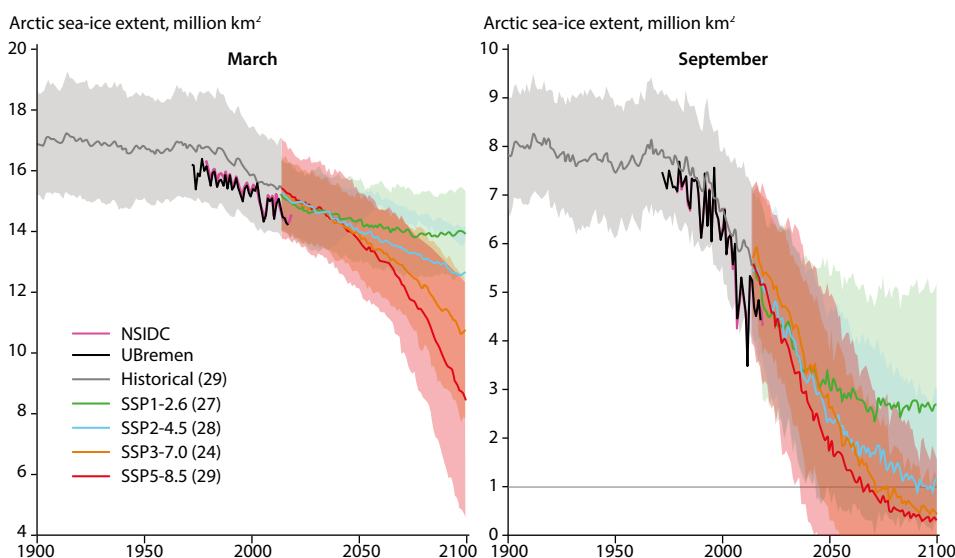 Arctic sea-ice extent, million km²
March
20
18
16
14
12
10
8
6
4
1900
1950
2000
2050
2100
NSIDC
UBremen
Historical (29)
SSP1-2.6 (27)
SSP2-4.5 (28)
SSP3-7.0 (24)
SSP5-8.5 (29)
Arctic sea-ice extent, million km²
September
10
9
8
7
6
5
4
3
2
1
0
1900
1950
2000
2050
2100